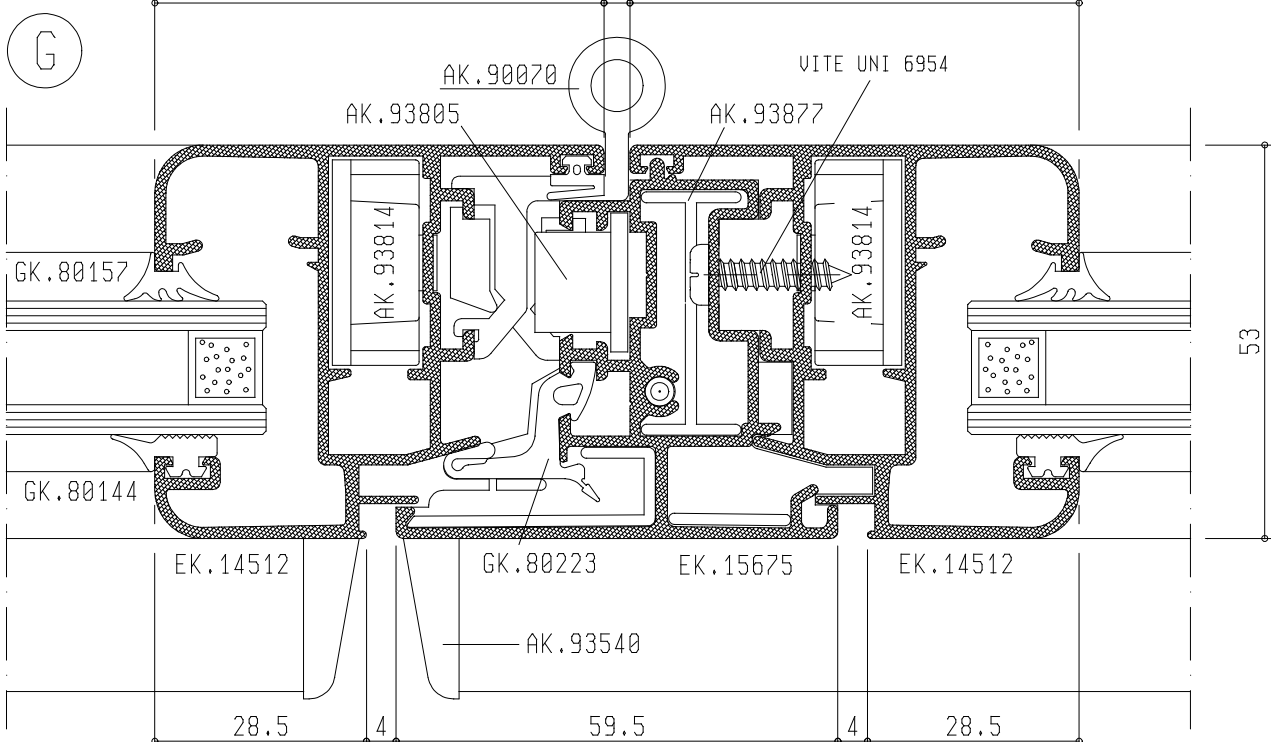 G
VITE UNI 6954
AK.90070
AK.93805
AK.93877
AK.93814
AK.93814
GK.80157
53
GK.80144
EK.14512
GK.80223
EK.15675
EK.14512
AK.93540
28.5
4
59.5
4
28.5